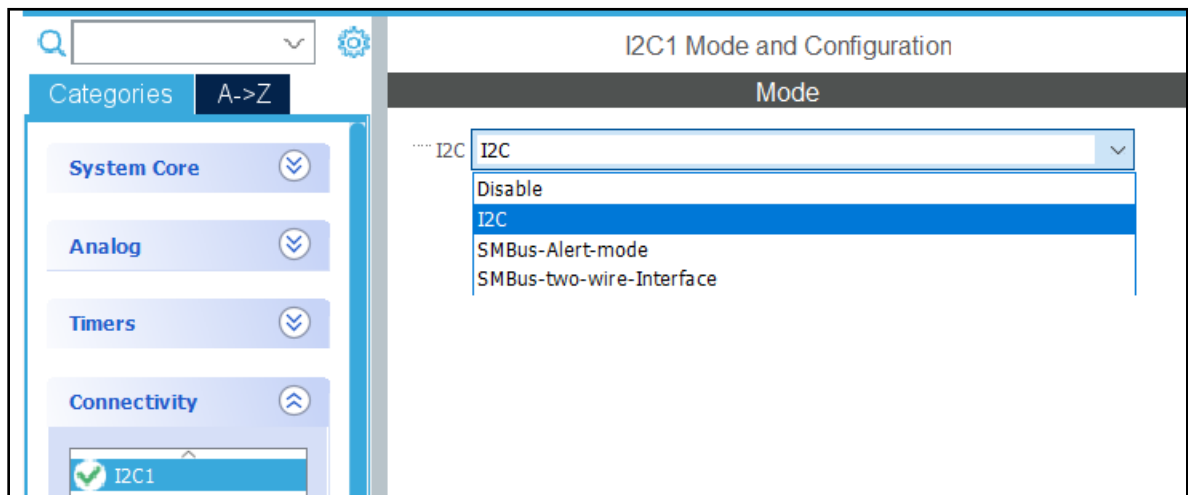 I2C1 Mode and Configuration
Categories A->Z
Mode
I2C I2C
Disable
I2C
SMBus-Alert-mode
SMBus-two-wire-Interface
System Core
Analog
Timers
Connectivity
I2C1